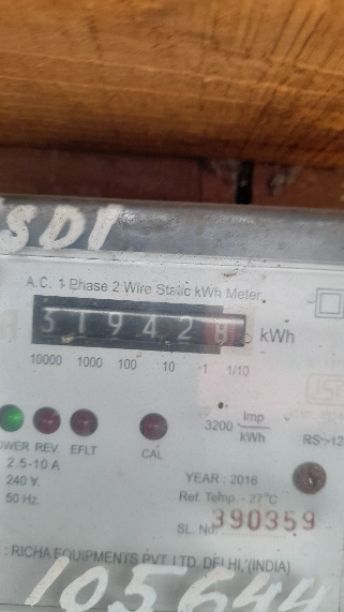 SDI
A.C. 1 Phase 2 Wire Static kWh Meter
31942 kWh
10000 1000 100 10 1 1/10
3200 Imp/kWh
REV. EFLT CAL
2.5-10 A
240 V.
50 Hz.
YEAR : 2016
Ref. Temp. - 27°C
SL. No. 390359
: RICHA EQUIPMENTS PVT. LTD. DELHI, (INDIA)
105644